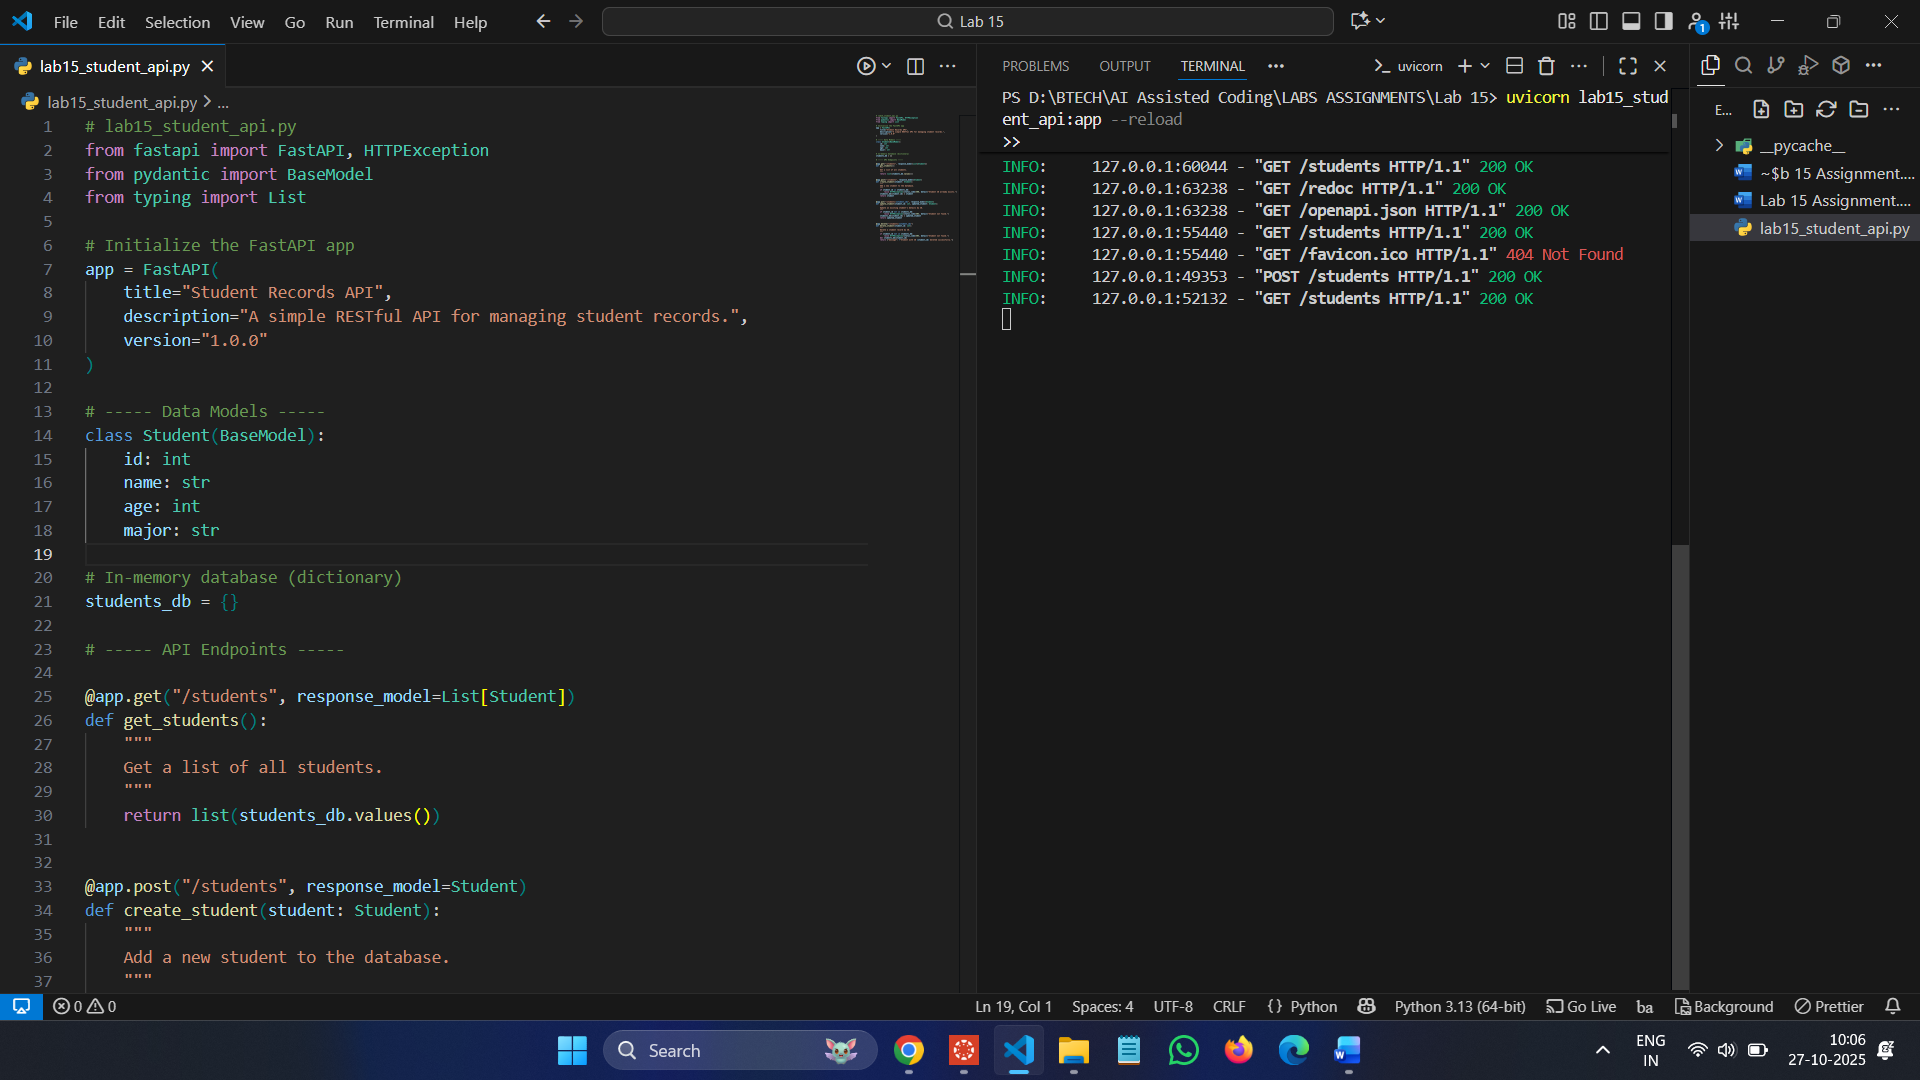 File Edit Selection View Go Run Terminal Help
Lab 15
1
lab15_student_api.py
lab15_student_api.py > ...
1 # lab15_student_api.py
2 from fastapi import FastAPI, HTTPException
3 from pydantic import BaseModel
4 from typing import List
5
6 # Initialize the FastAPI app
7 app = FastAPI(
8 title="Student Records API",
9 description="A simple RESTful API for managing student records.",
10 version="1.0.0"
11 )
12
13 # ----- Data Models -----
14 class Student(BaseModel):
15 id: int
16 name: str
17 age: int
18 major: str
19
20 # In-memory database (dictionary)
21 students_db = {}
22
23 # ----- API Endpoints -----
24
25 @app.get("/students", response_model=List[Student])
26 def get_students():
27 """
28 Get a list of all students.
29 """
30 return list(students_db.values())
31
32
33 @app.post("/students", response_model=Student)
34 def create_student(student: Student):
35 """
36 Add a new student to the database.
37 """
PROBLEMS OUTPUT TERMINAL ... uvicorn
PS D:\BTECH\AI Assisted Coding\LABS ASSIGNMENTS\Lab 15> uvicorn lab15_stud
ent_api:app --reload
>>
INFO: 127.0.0.1:60044 - "GET /students HTTP/1.1" 200 OK
INFO: 127.0.0.1:63238 - "GET /redoc HTTP/1.1" 200 OK
INFO: 127.0.0.1:63238 - "GET /openapi.json HTTP/1.1" 200 OK
INFO: 127.0.0.1:55440 - "GET /students HTTP/1.1" 200 OK
INFO: 127.0.0.1:55440 - "GET /favicon.ico HTTP/1.1" 404 Not Found
INFO: 127.0.0.1:49353 - "POST /students HTTP/1.1" 200 OK
INFO: 127.0.0.1:52132 - "GET /students HTTP/1.1" 200 OK
E...
__pycache__
~$b 15 Assignment....
Lab 15 Assignment....
lab15_student_api.py
0 0
Ln 19, Col 1 Spaces: 4 UTF-8 CRLF {} Python Python 3.13 (64-bit) Go Live ba Background Prettier
Search
ENG
IN
10:06
27-10-2025